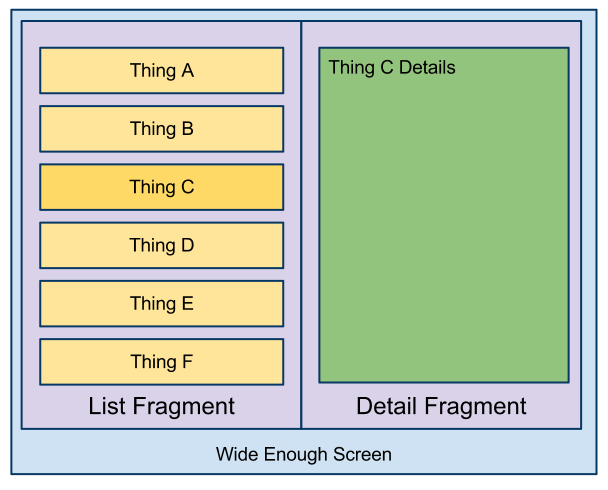 Thing A
Thing B
Thing C
Thing D
Thing E
Thing F
List Fragment
Thing C Details
Detail Fragment
Wide Enough Screen